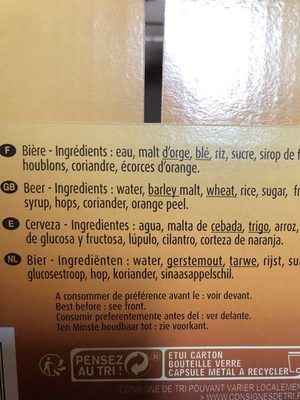 F Bière - Ingrédients : eau, malt d'orge, blé, riz, sucre, sirop de
houblons, coriandre, écorces d'orange.
GB Beer - Ingredients : water, barley malt, wheat, rice, sugar,
syrup, hops, coriander, orange peel.
E Cerveza - Ingredientes : agua, malta de cebada, trigo, arroz,
de glucosa y fructosa, lúpulo, cilantro, corteza de naranja.
NL Bier - Ingrediënten : water, gerstemout, tarwe, rijst,
glucosestroop, hop, koriander, sinaasappelschil.
A consommer de préférence avant le : voir devant.
Best before : see front.
Consumir preferentemente antes del : ver delante.
Ten Minste houdbaar tot : zie voorkant.
PENSEZ
AU TRI !
ETUI CARTON
BOUTEILLE VERRE
CAPSULE METAL A RECYCLER
CONSIGNE DE TRI POUVANT VARIER